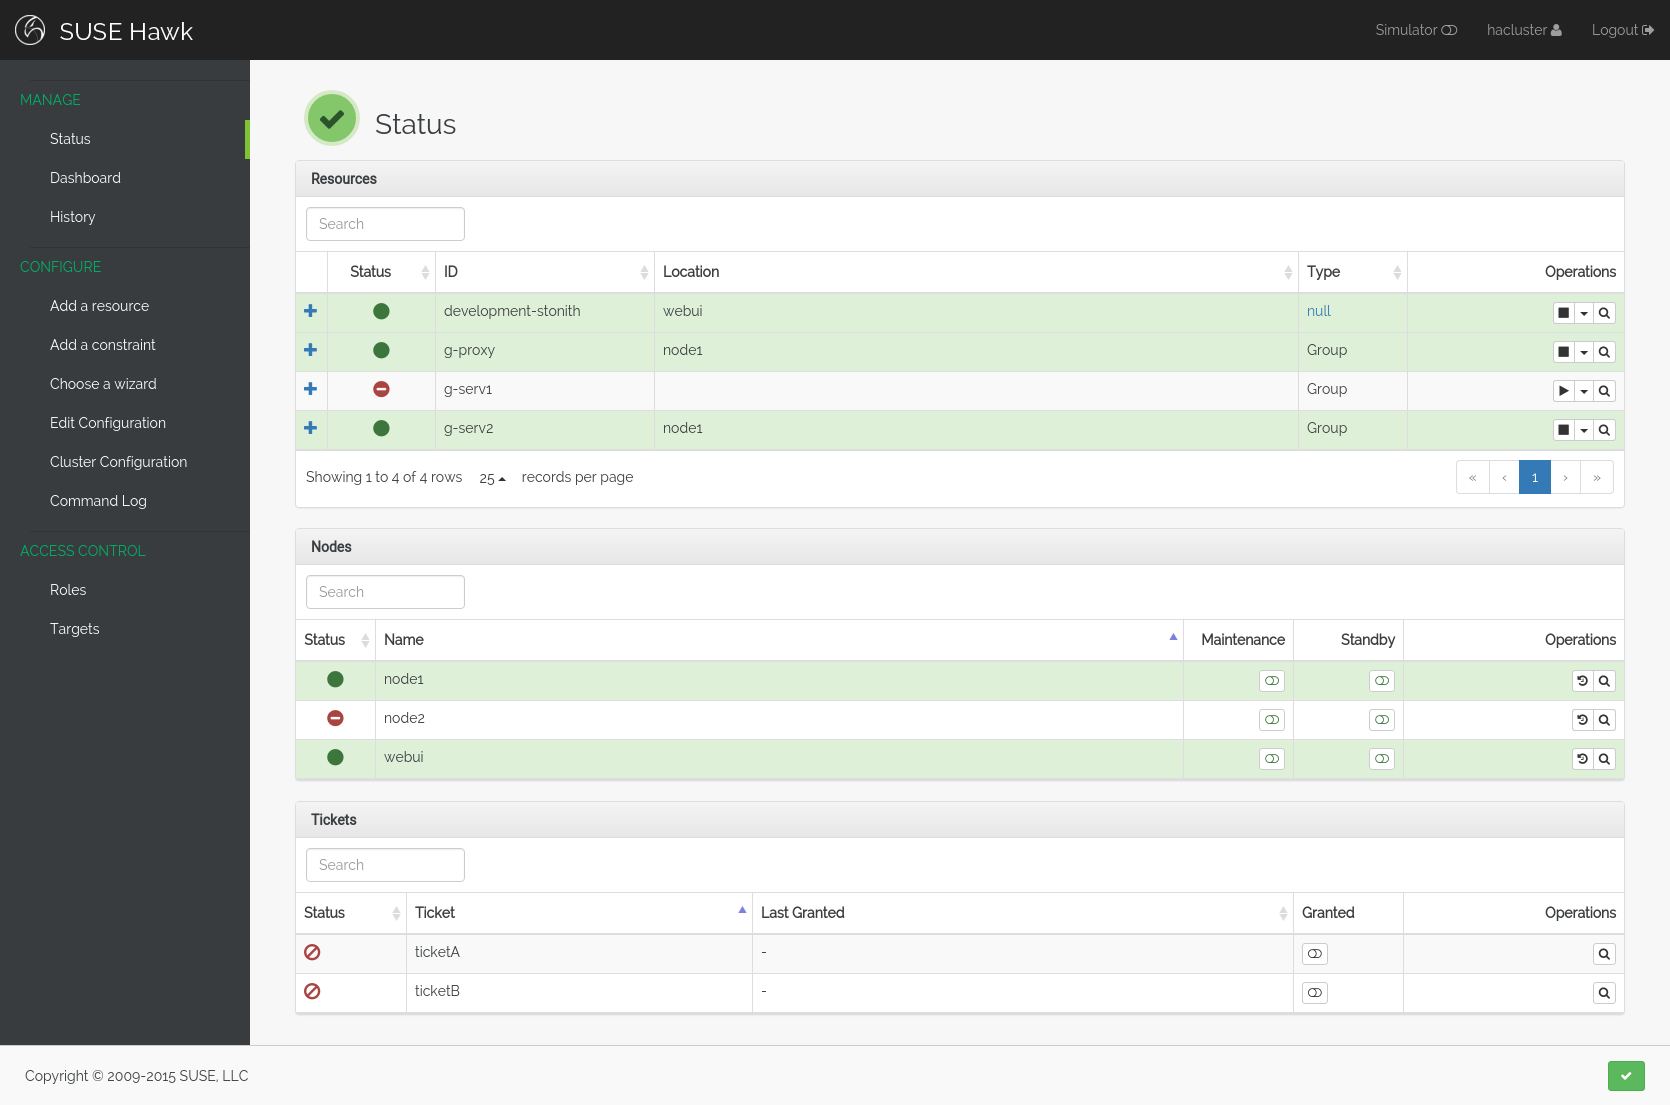 SUSE Hawk
Simulator hacluster Logout
MANAGE
Status
Dashboard
History
CONFIGURE
Add a resource
Add a constraint
Choose a wizard
Edit Configuration
Cluster Configuration
Command Log
ACCESS CONTROL
Roles
Targets
Status
Resources
Search
Status ID Location Type Operations
development-stonith webui null
g-proxy node1 Group
g-serv1 Group
g-serv2 node1 Group
Showing 1 to 4 of 4 rows 25 records per page « ‹ 1 › »
Nodes
Search
Status Name Maintenance Standby Operations
node1
node2
webui
Tickets
Search
Status Ticket Last Granted Granted Operations
ticketA -
ticketB -
Copyright © 2009-2015 SUSE, LLC